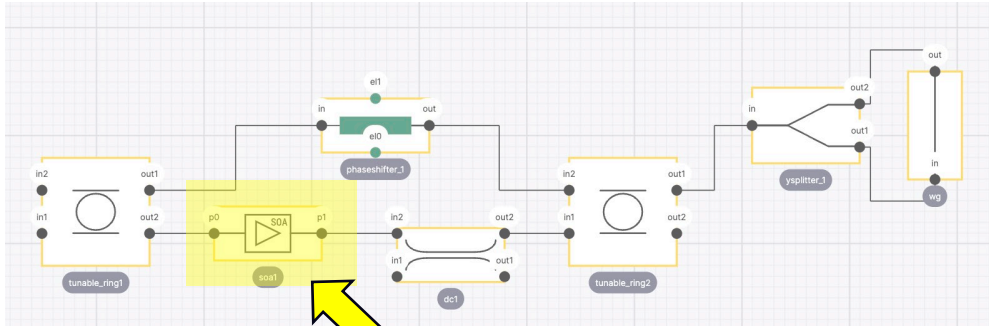 el1
in
out
el0
phaseshifter_1
in2
out1
in1
out2
tunable_ring1
p0
SOA
p1
soa1
in2
out2
in1
out1
dc1
in2
out1
in1
out2
tunable_ring2
in
out2
out1
ysplitter_1
out
in
wg